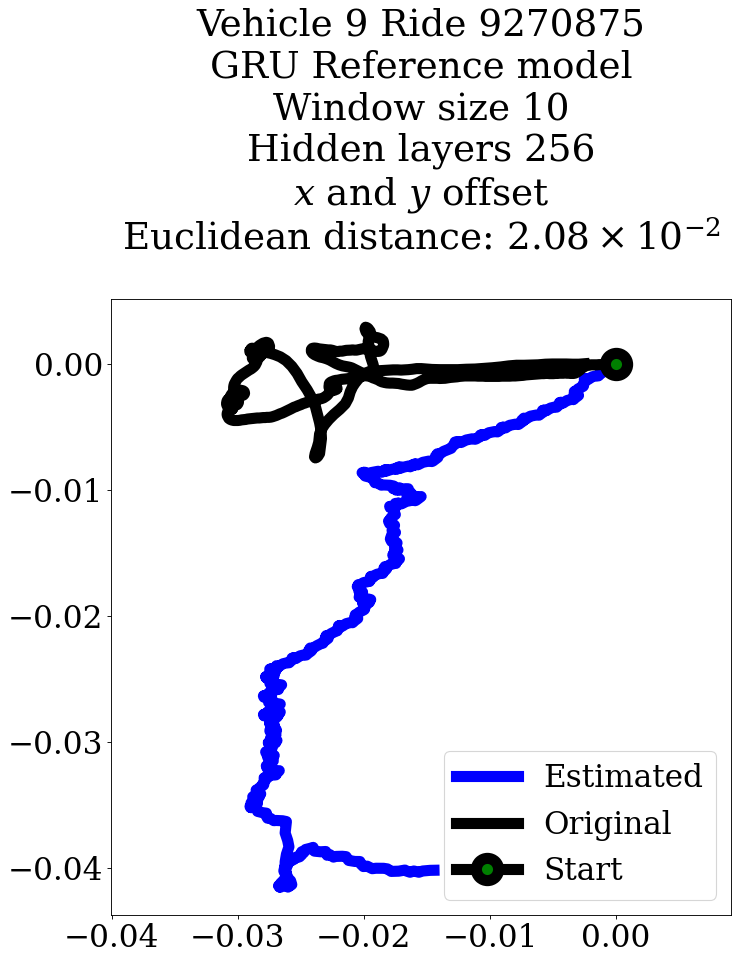 Vehicle 9 Ride 9270875
GRU Reference model
Window size 10
Hidden layers 256
x and y offset
Euclidean distance: 2.08 × 10⁻²
0.00
−0.01
−0.02
−0.03
−0.04
Estimated
Original
Start
−0.04 −0.03 −0.02 −0.01 0.00